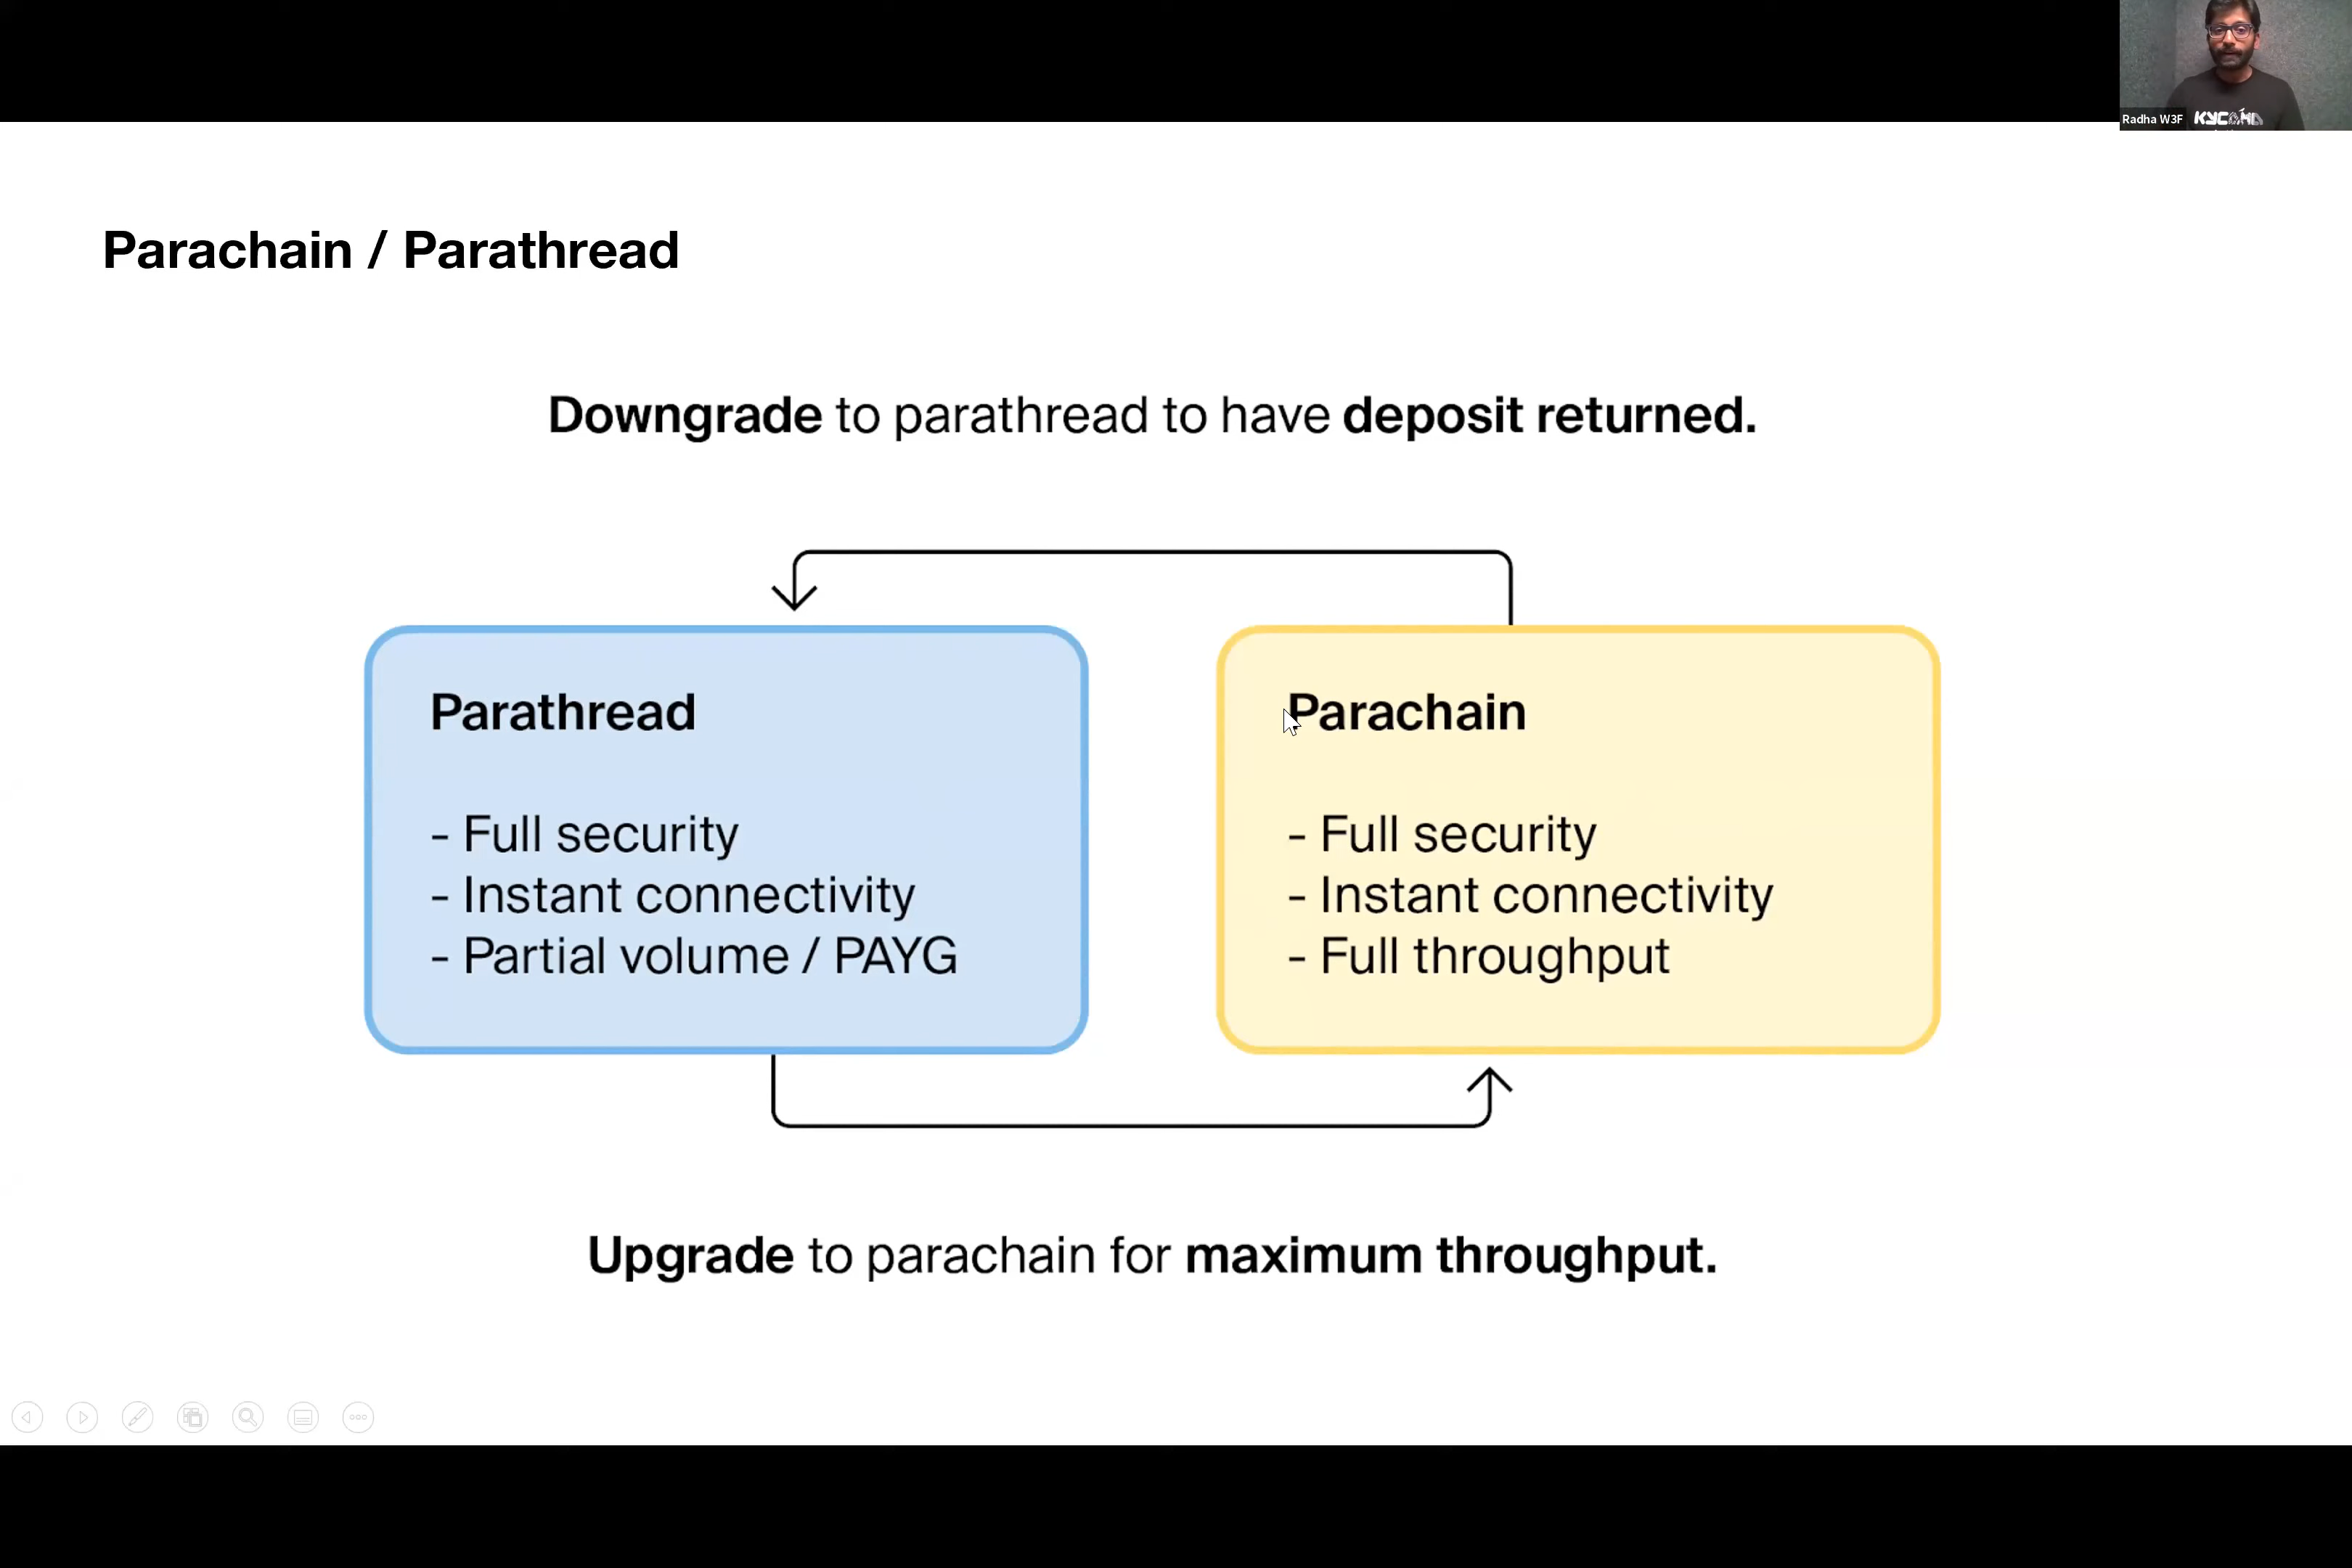 Radha W3F
Parachain / Parathread
Downgrade to parathread to have deposit returned.
Parathread
- Full security
- Instant connectivity
- Partial volume / PAYG
Parachain
- Full security
- Instant connectivity
- Full throughput
Upgrade to parachain for maximum throughput.